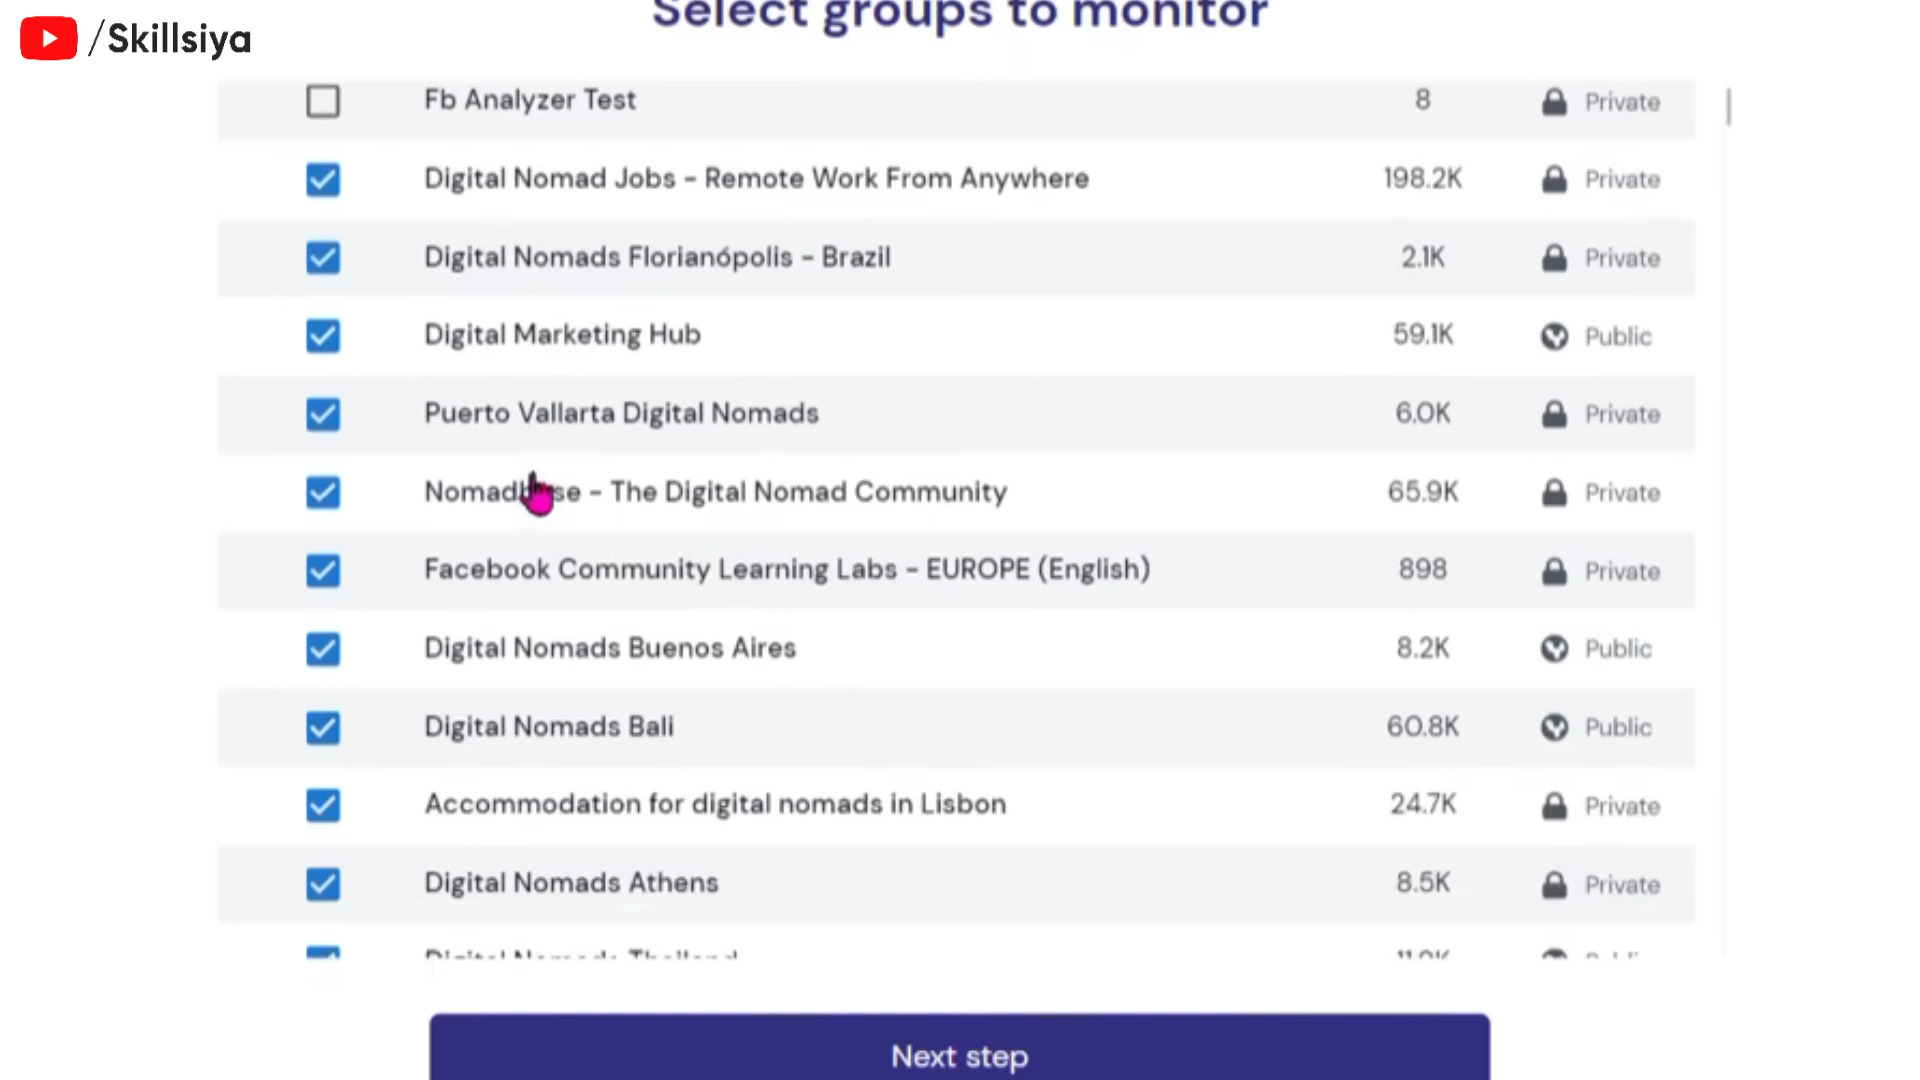 Select groups to monitor
/Skillsiya
Fb Analyzer Test 8 Private
Digital Nomad Jobs - Remote Work From Anywhere 198.2K Private
Digital Nomads Florianópolis - Brazil 2.1K Private
Digital Marketing Hub 59.1K Public
Puerto Vallarta Digital Nomads 6.0K Private
- The Digital Nomad Community 65.9K Private
Facebook Community Learning Labs - EUROPE (English) 898 Private
Digital Nomads Buenos Aires 8.2K Public
Digital Nomads Bali 60.8K Public
Accommodation for digital nomads in Lisbon 24.7K Private
Digital Nomads Athens 8.5K Private
Digital Nomads Thailand
Next step